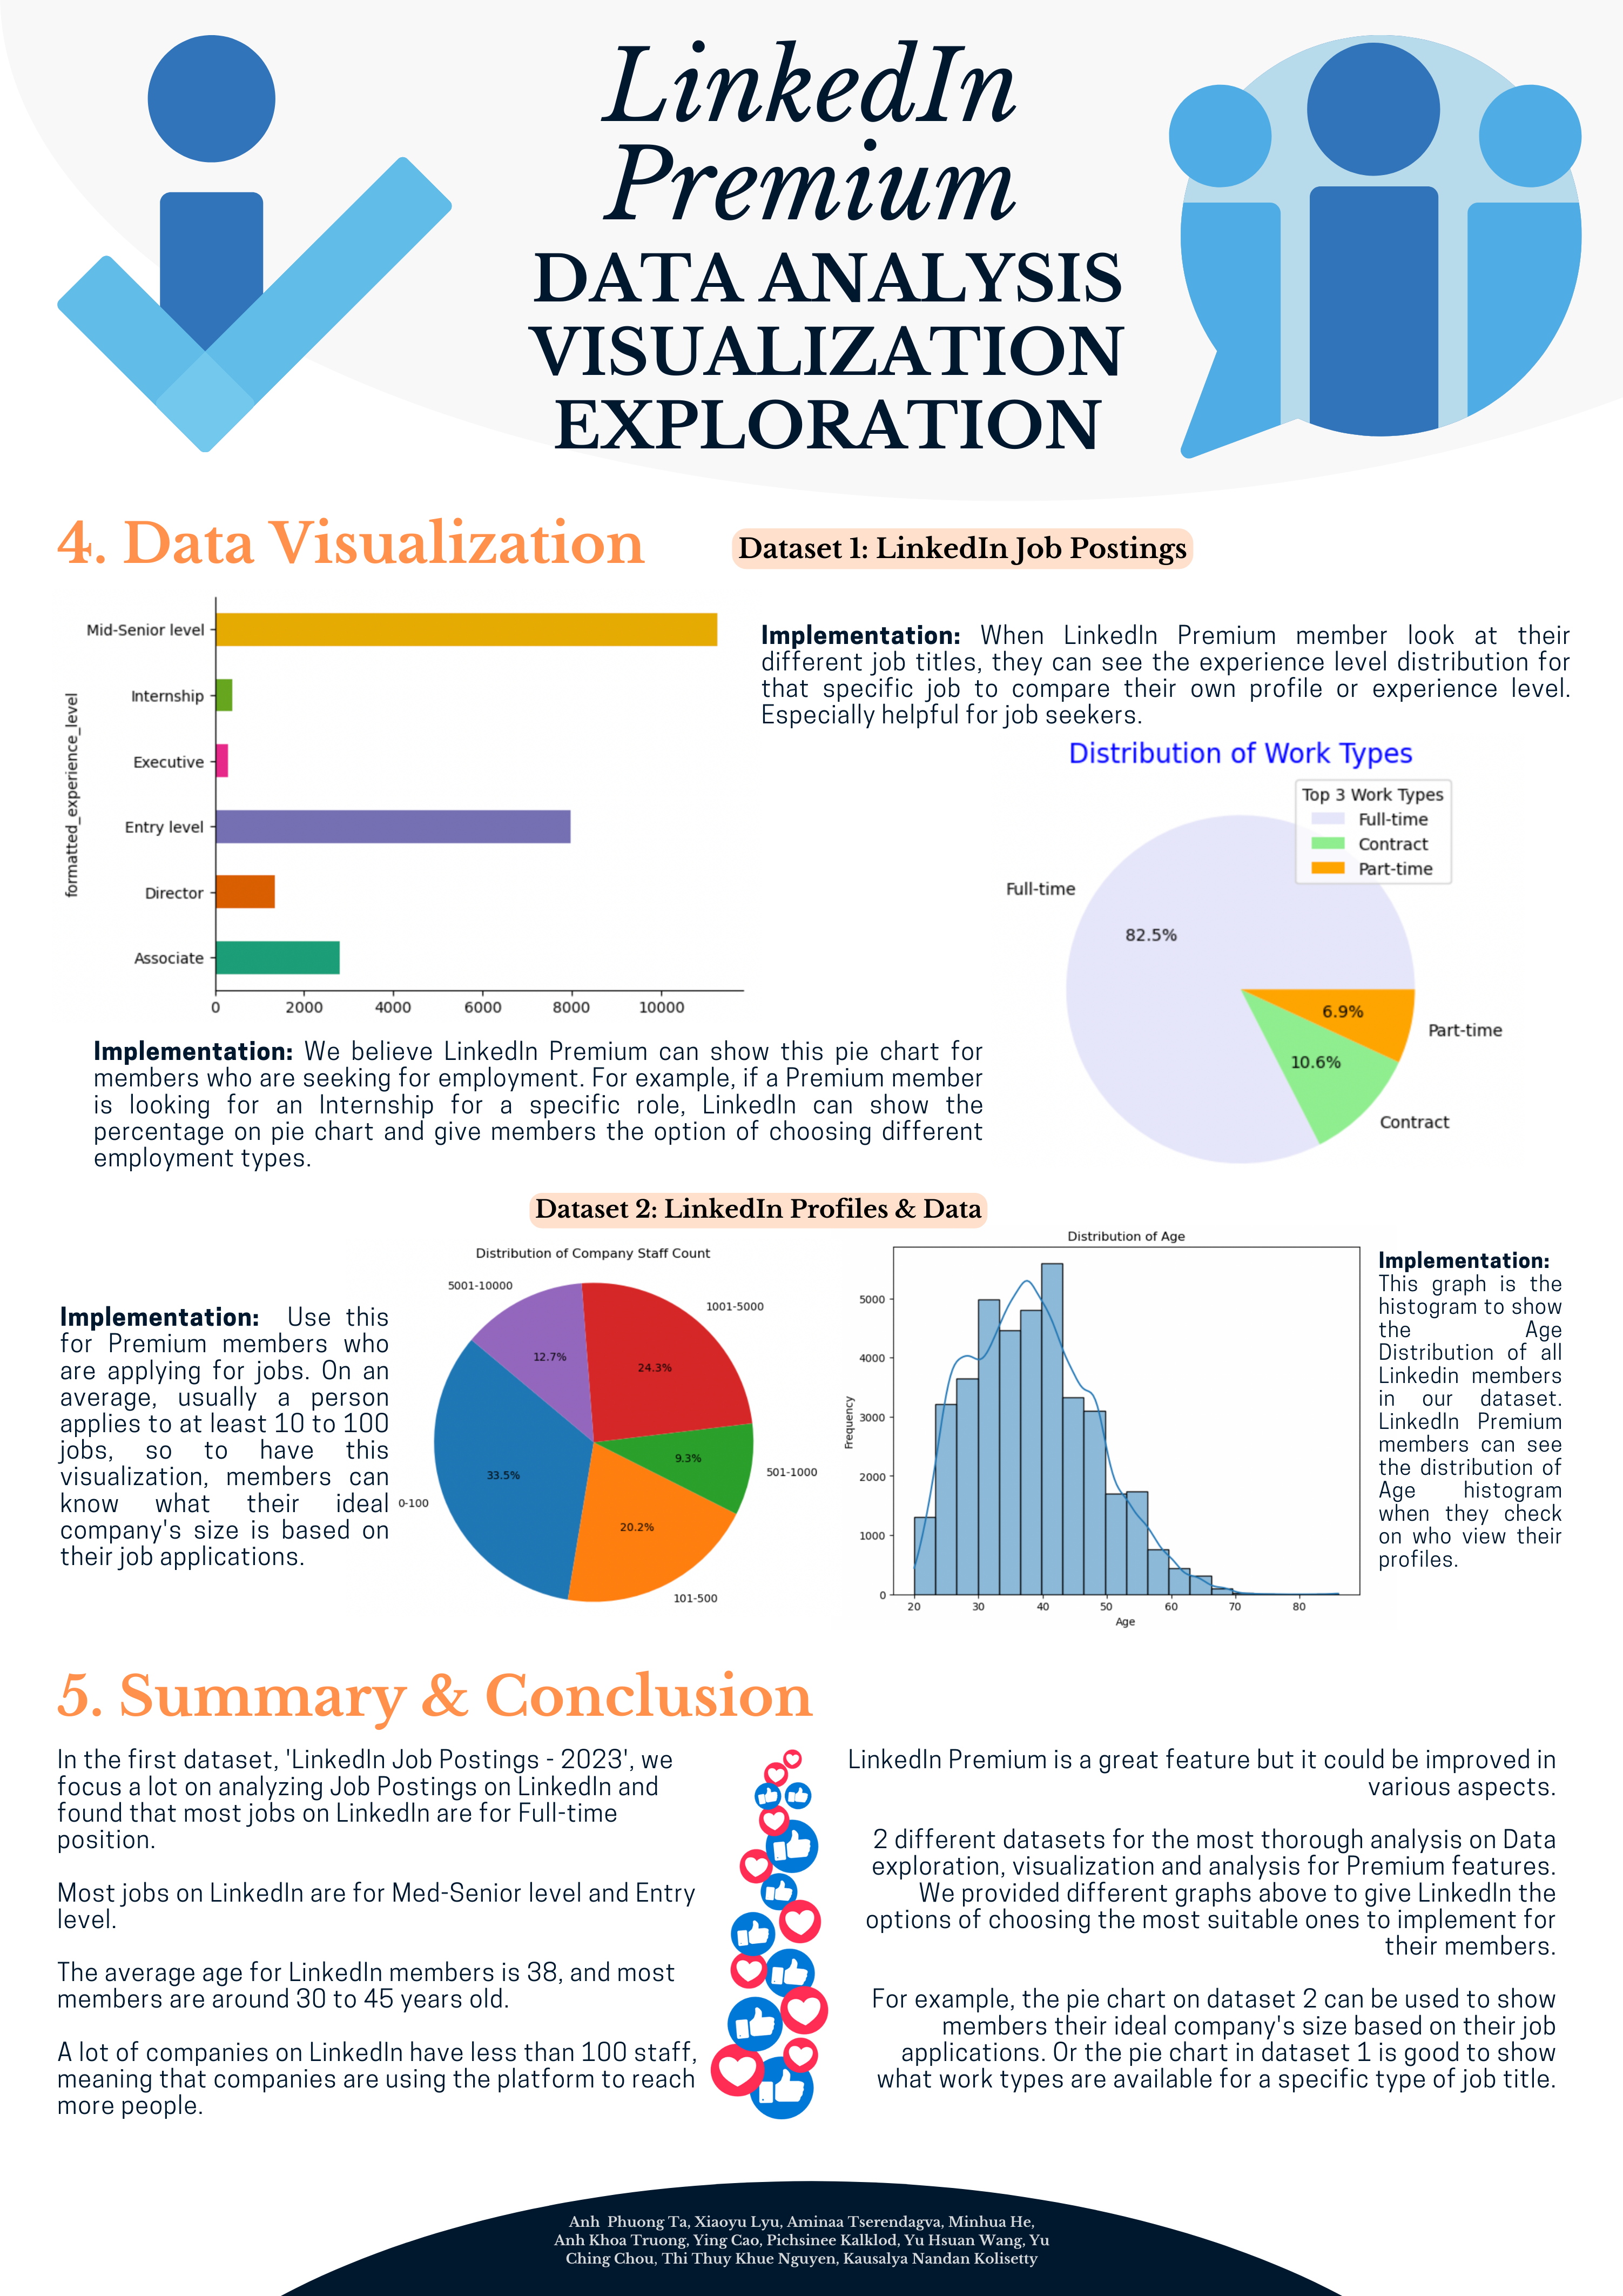 LinkedIn
Premium
DATA ANALYSIS
VISUALIZATION
EXPLORATION
4. Data Visualization
Dataset 1: LinkedIn Job Postings
formatted_experience_level
Mid-Senior level
Internship
Executive
Entry level
Director
Associate
0 2000 4000 6000 8000 10000
Implementation: When LinkedIn Premium member look at their
different job titles, they can see the experience level distribution for
that specific job to compare their own profile or experience level.
Especially helpful for job seekers.
Distribution of Work Types
Top 3 Work Types
Full-time
Contract
Part-time
Full-time
82.5%
6.9%
Part-time
10.6%
Contract
Implementation: We believe LinkedIn Premium can show this pie chart for
members who are seeking for employment. For example, if a Premium member
is looking for an Internship for a specific role, LinkedIn can show the
percentage on pie chart and give members the option of choosing different
employment types.
Dataset 2: LinkedIn Profiles & Data
Implementation: Use this
for Premium members who
are applying for jobs. On an
average, usually a person
applies to at least 10 to 100
jobs, so to have this
visualization, members can
know what their ideal
company's size is based on
their job applications.
Distribution of Company Staff Count
5001-10000
1001-5000
12.7%
24.3%
9.3%
501-1000
33.5%
0-100
20.2%
101-500
Distribution of Age
Frequency
5000
4000
3000
2000
1000
0
20 30 40 50 60 70 80
Age
Implementation:
This graph is the
histogram to show
the Age
Distribution of all
Linkedin members
in our dataset.
LinkedIn Premium
members can see
the distribution of
Age histogram
when they check
on who view their
profiles.
5. Summary & Conclusion
In the first dataset, 'LinkedIn Job Postings - 2023', we
focus a lot on analyzing Job Postings on LinkedIn and
found that most jobs on LinkedIn are for Full-time
position.
Most jobs on LinkedIn are for Med-Senior level and Entry
level.
The average age for LinkedIn members is 38, and most
members are around 30 to 45 years old.
A lot of companies on LinkedIn have less than 100 staff,
meaning that companies are using the platform to reach
more people.
LinkedIn Premium is a great feature but it could be improved in
various aspects.
2 different datasets for the most thorough analysis on Data
exploration, visualization and analysis for Premium features.
We provided different graphs above to give LinkedIn the
options of choosing the most suitable ones to implement for
their members.
For example, the pie chart on dataset 2 can be used to show
members their ideal company's size based on their job
applications. Or the pie chart in dataset 1 is good to show
what work types are available for a specific type of job title.
Anh Phuong Ta, Xiaoyu Lyu, Aminaa Tserendagva, Minhua He,
Anh Khoa Truong, Ying Cao, Pichsinee Kalklod, Yu Hsuan Wang, Yu
Ching Chou, Thi Thuy Khue Nguyen, Kausalya Nandan Kolisetty